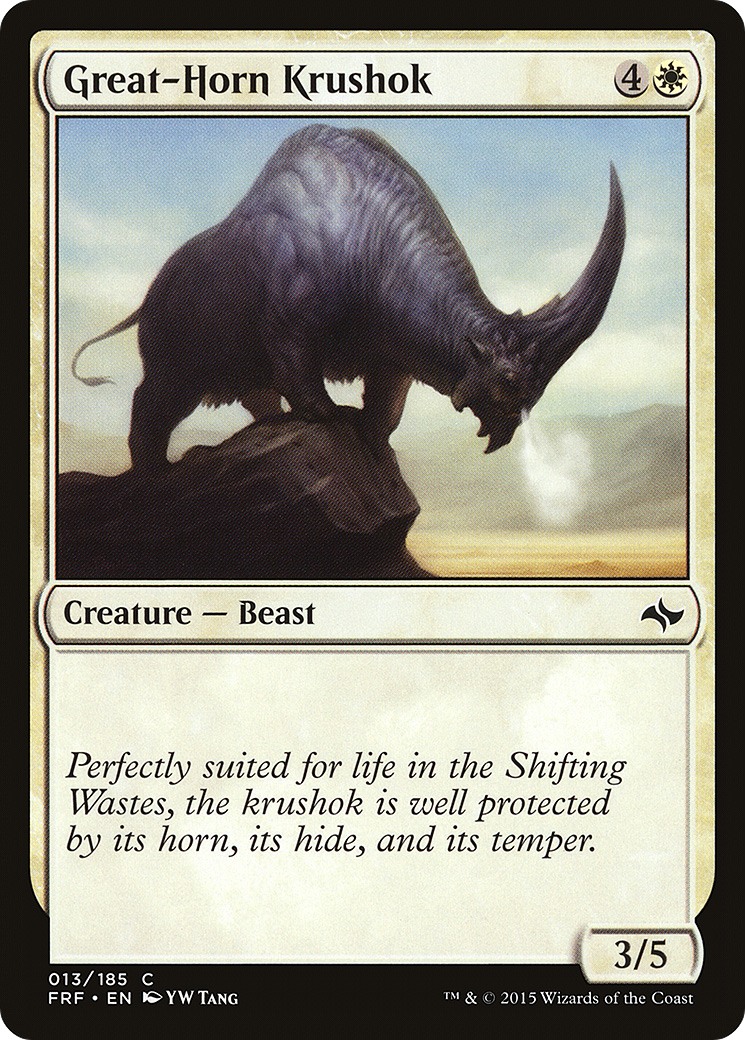 Great-Horn Krushok 4
Creature — Beast
Perfectly suited for life in the Shifting
Wastes, the krushok is well protected
by its horn, its hide, and its temper.
3/5
013/185 C
FRF • EN YW Tang
™ & © 2015 Wizards of the Coast